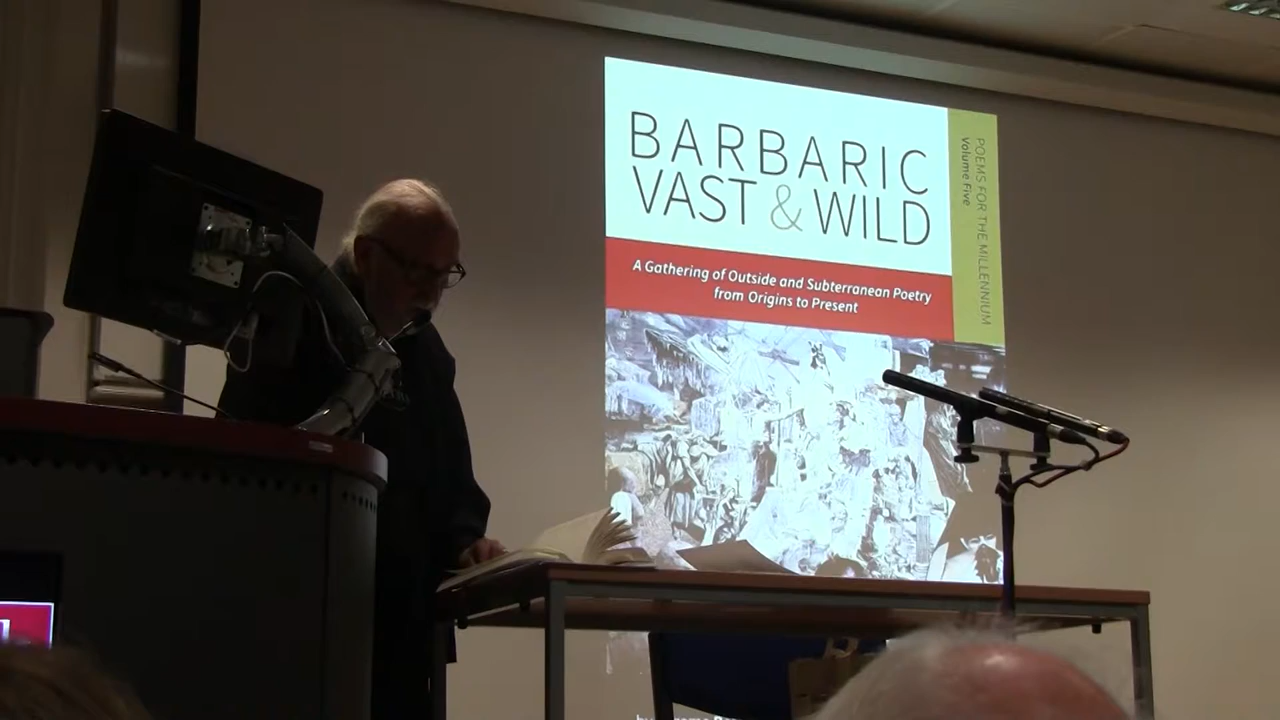 BARBARIC
VAST & WILD
A Gathering of Outside and Subterranean Poetry
from Origins to Present
POEMS FOR THE MILLENNIUM
Volume Five